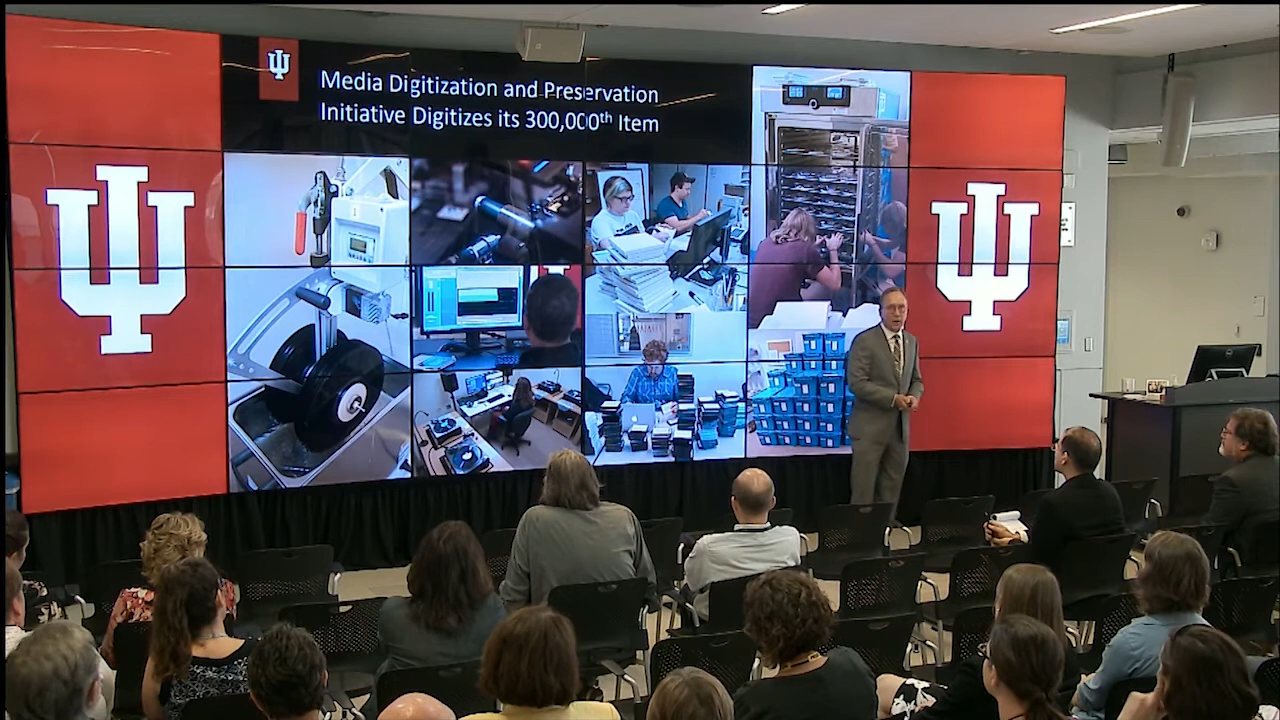 Media Digitization and Preservation
Initiative Digitizes its 300,000th Item